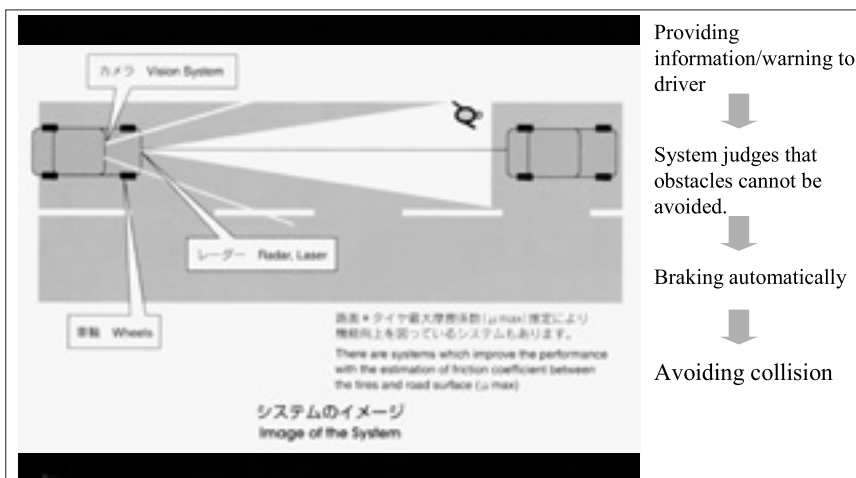 カメラ Vision System
レーダー Radar, Laser
車輪 Wheels
路面・タイヤ最大摩擦係数(μmax)推定により
機能向上を図っているシステムもあります。
There are systems which improve the performance
with the estimation of friction coefficient between
the tires and road surface (μ max)
システムのイメージ
Image of the System
Providing
information/warning to
driver
System judges that
obstacles cannot be
avoided.
Braking automatically
Avoiding collision